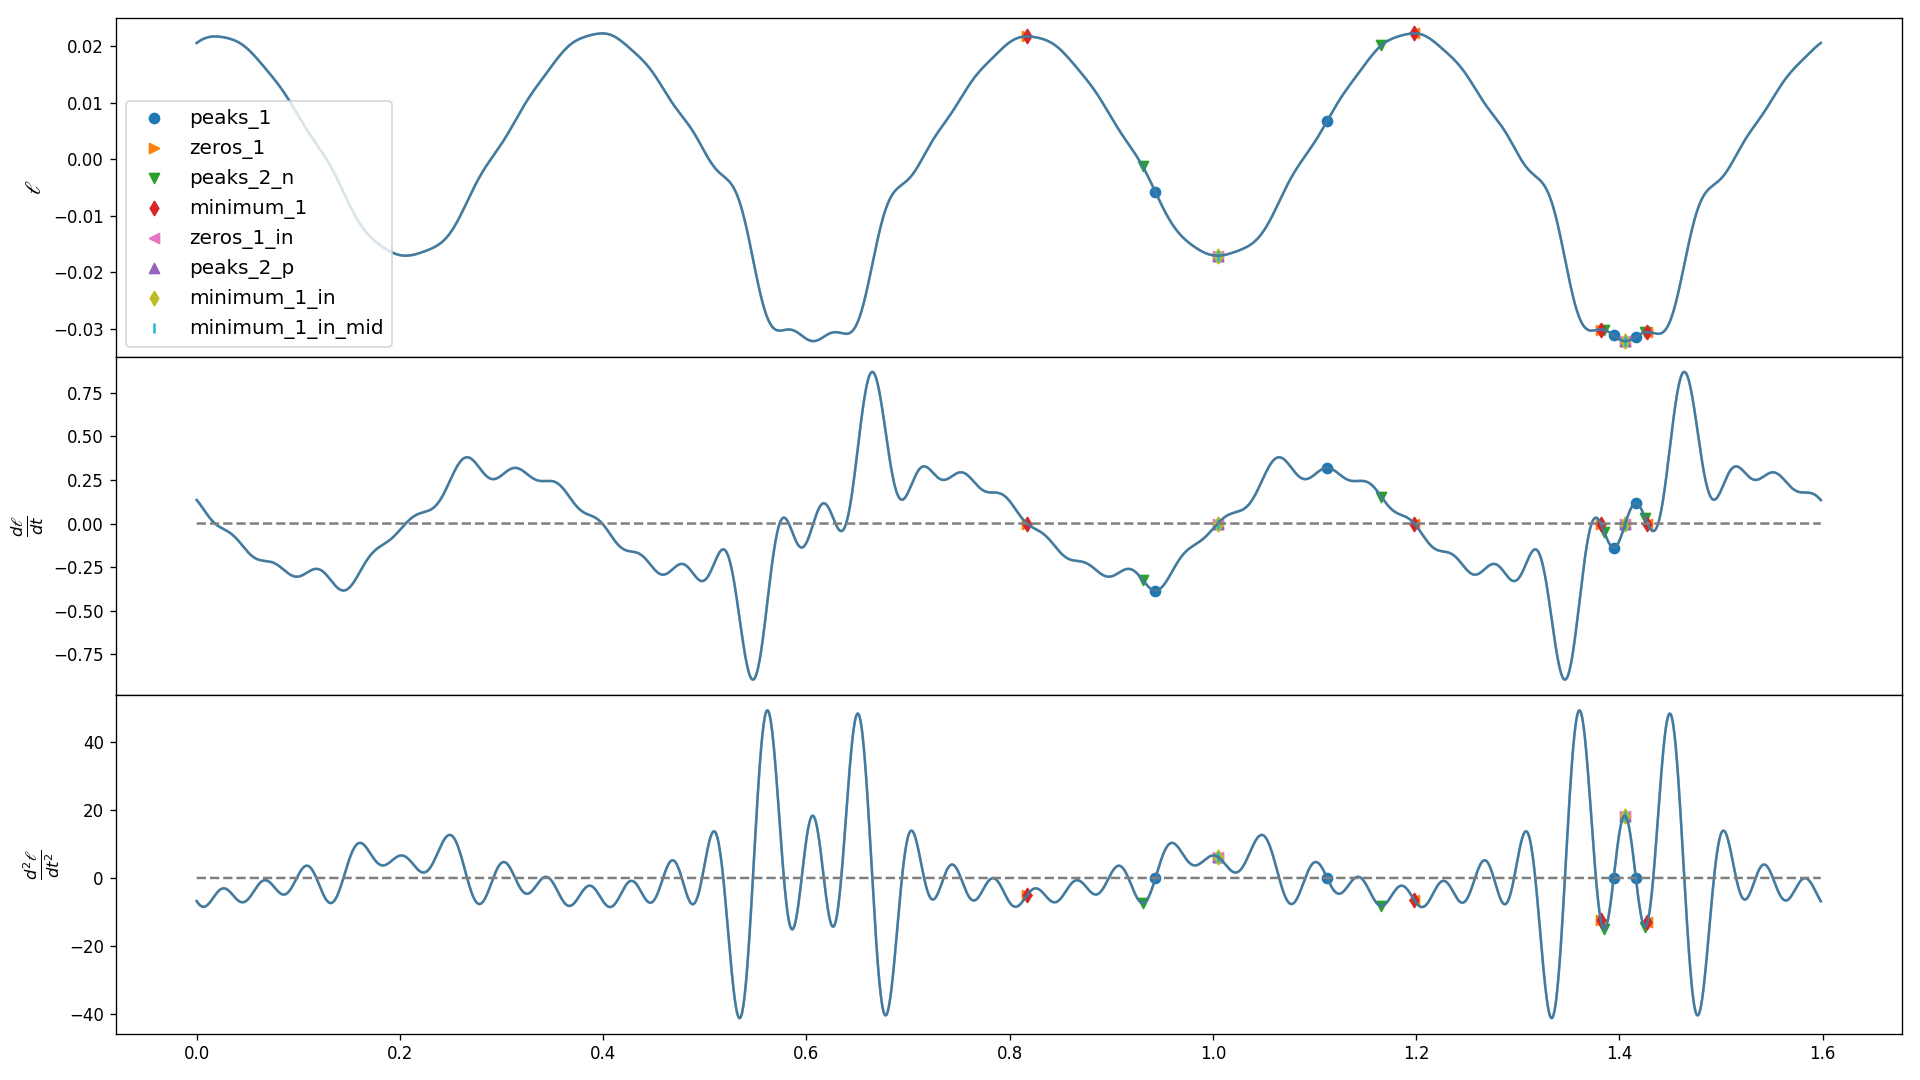 0.02
0.01
0.00
−0.01
−0.02
−0.03
ℓ
peaks_1
zeros_1
peaks_2_n
minimum_1
zeros_1_in
peaks_2_p
minimum_1_in
minimum_1_in_mid
0.75
0.50
0.25
0.00
−0.25
−0.50
−0.75
dℓ/dt
40
20
0
−20
−40
d²ℓ/dt²
0.0 0.2 0.4 0.6 0.8 1.0 1.2 1.4 1.6